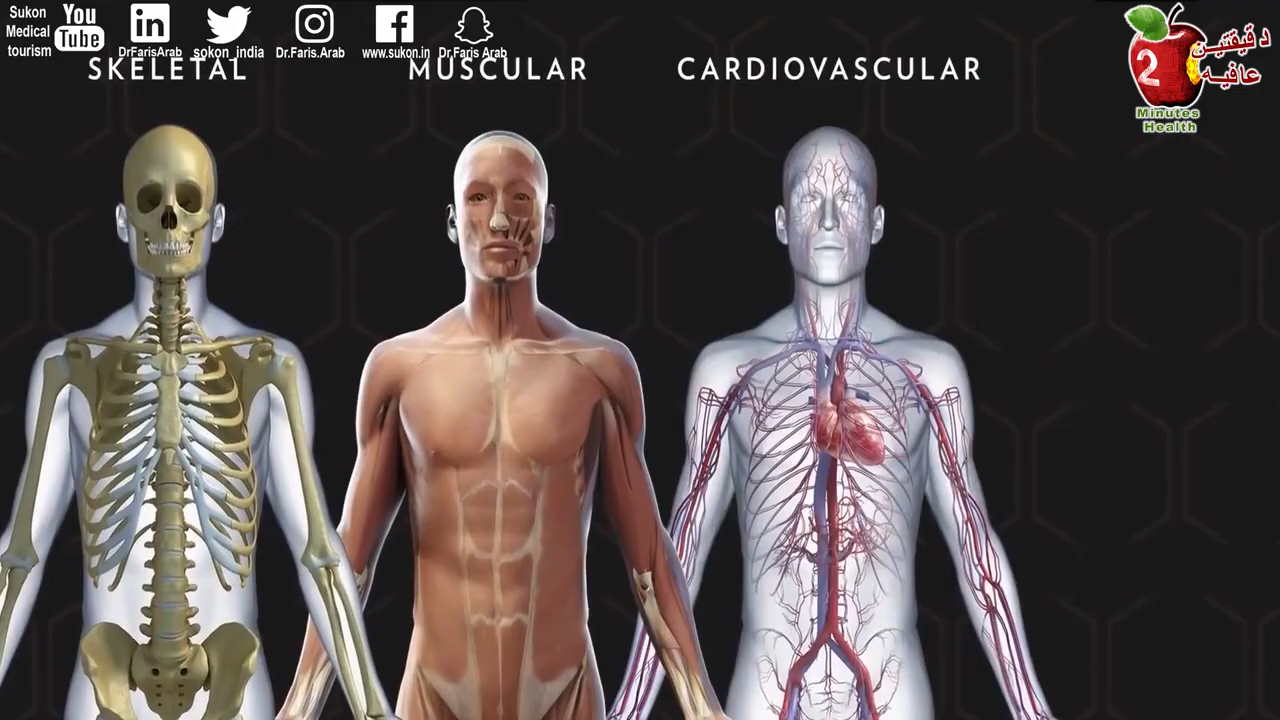 Sukon
Medical
tourism
You
Tube
in
DrFarisArab
sokon_india
Dr.Faris.Arab
www.sukon.in
Dr.Faris Arab
SKELETAL
MUSCULAR
CARDIOVASCULAR
2
دقيقتين
عافيه
Minutes
Health